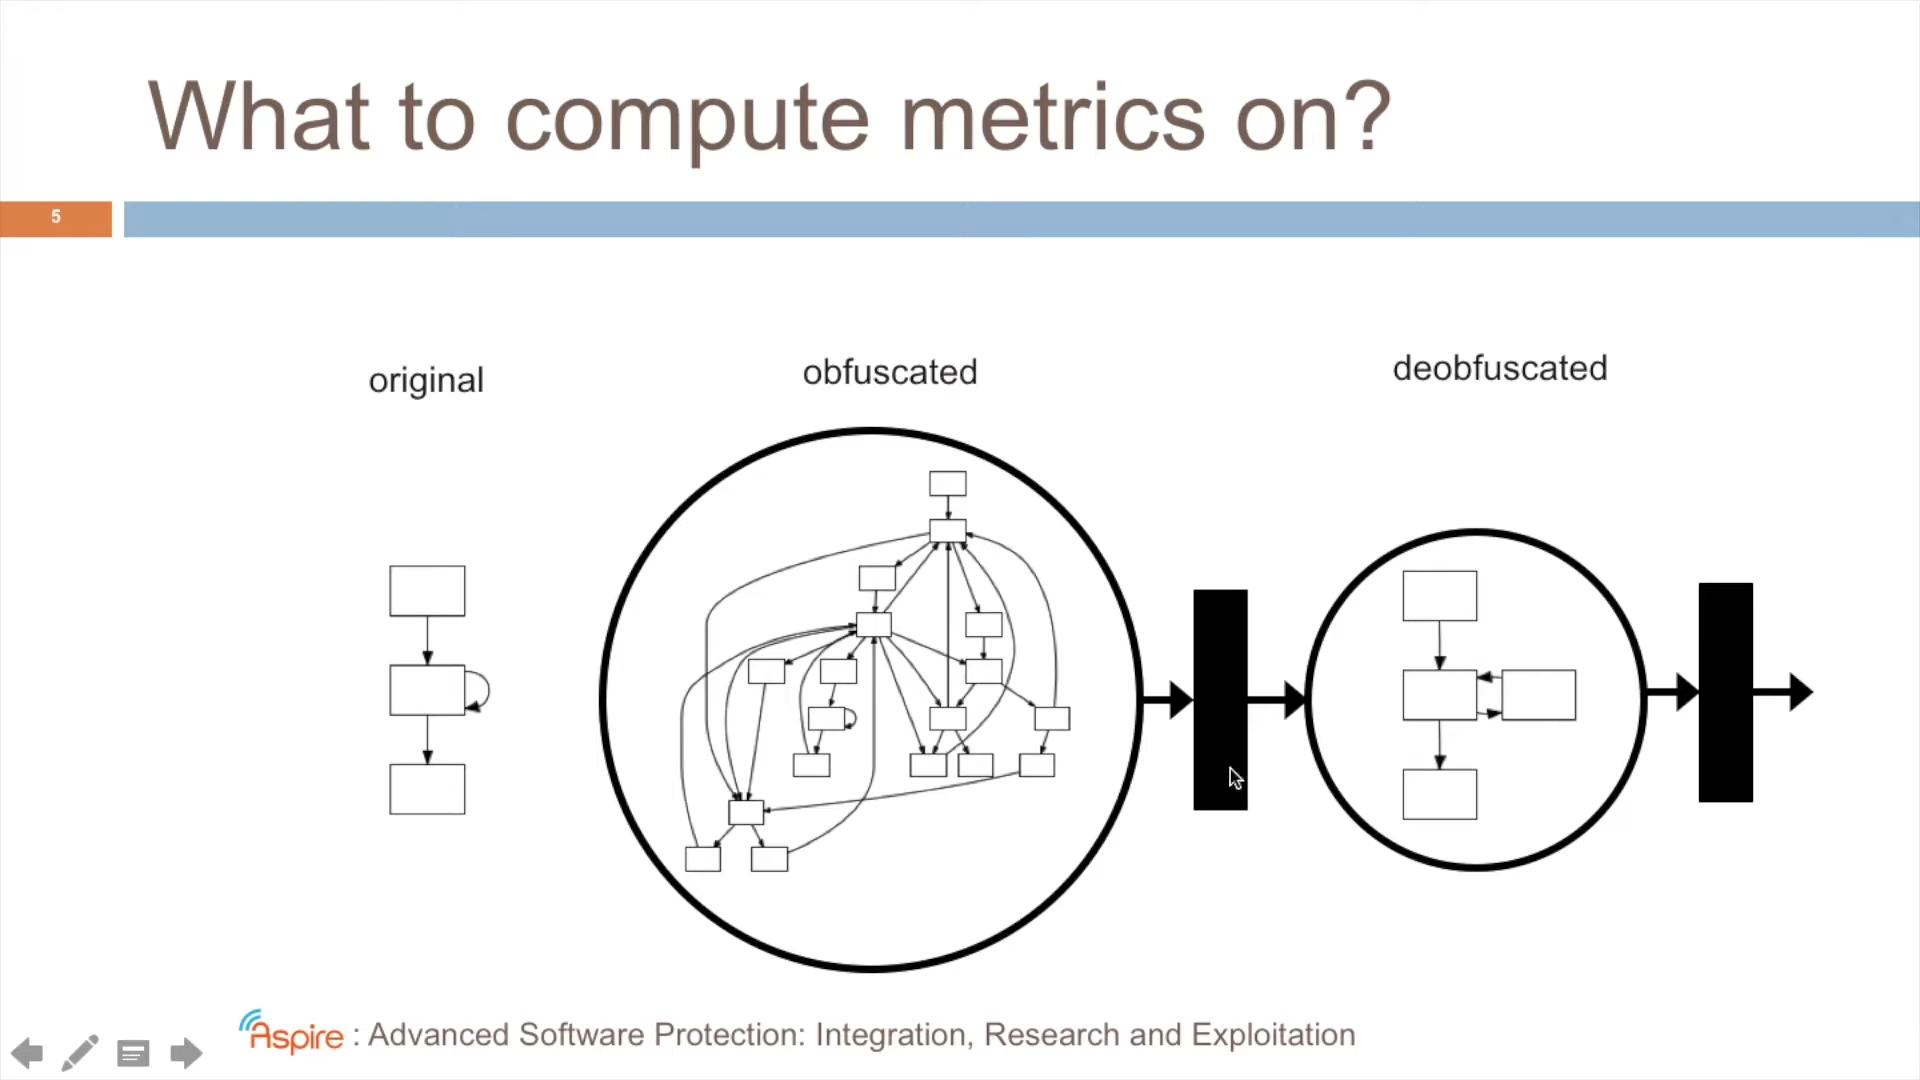 What to compute metrics on?
5
original
obfuscated
deobfuscated
Aspire : Advanced Software Protection: Integration, Research and Exploitation